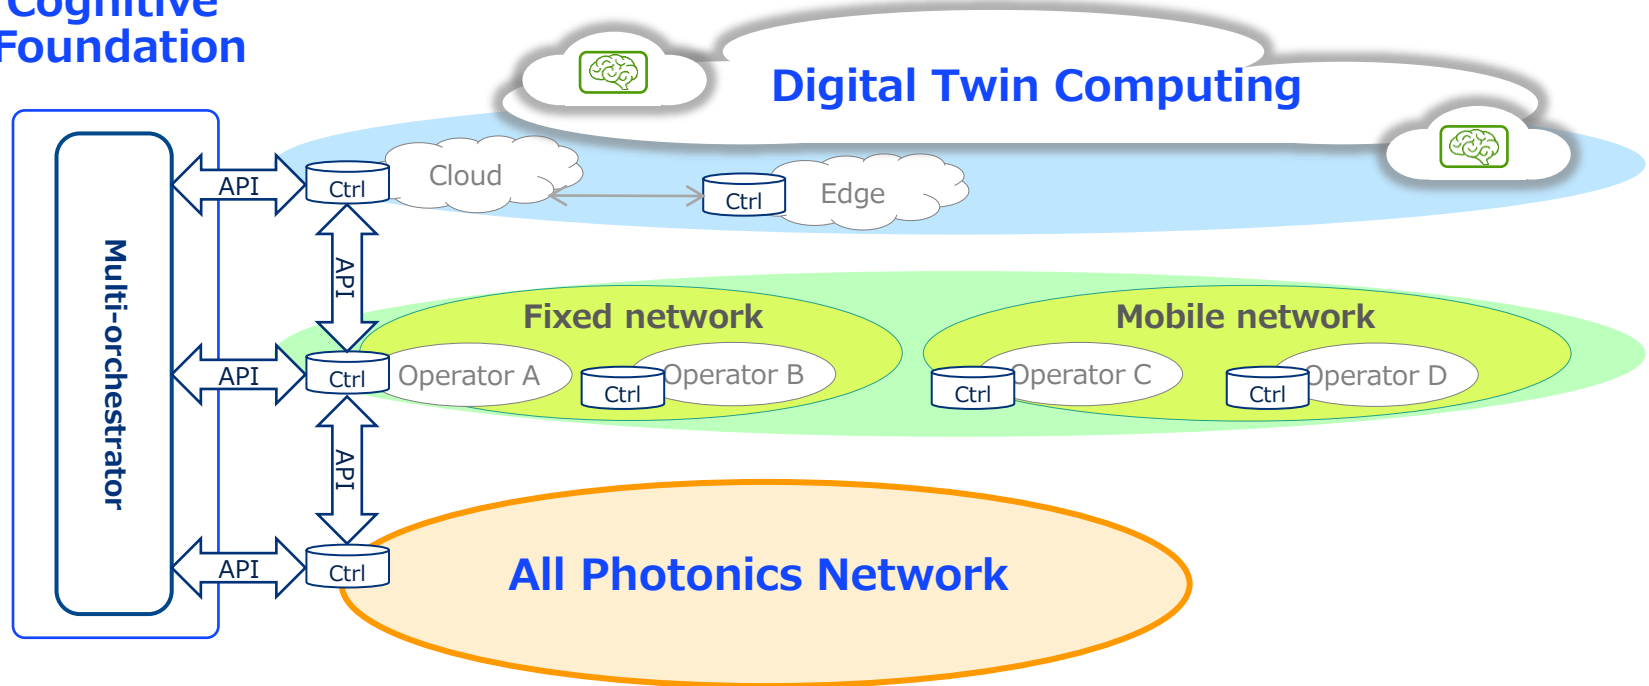 Cognitive
Foundation
Digital Twin Computing
API
Ctrl
Cloud
Ctrl
Edge
Multi-orchestrator
API
Fixed network
Mobile network
API
Ctrl
Operator A
Ctrl
Operator B
Ctrl
Operator C
Ctrl
Operator D
API
API
Ctrl
All Photonics Network